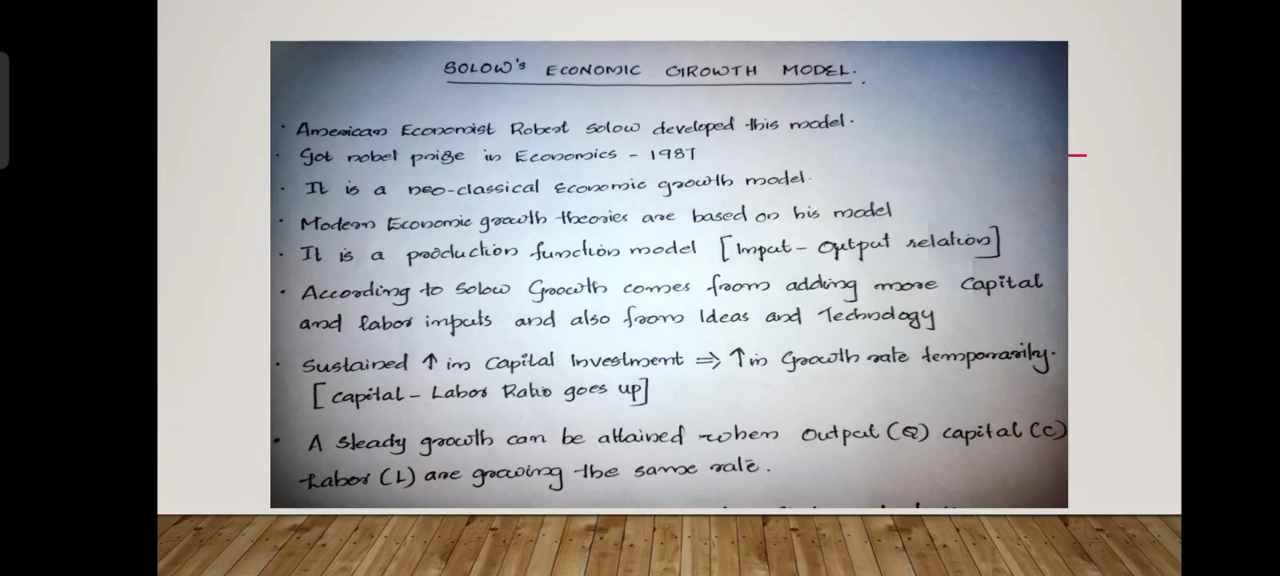 SOLOW'S ECONOMIC GROWTH MODEL.
· American Economist Robert Solow developed this model.
· Got nobel prize in Economics - 1987
· It is a neo-classical Economic growth model.
· Modern Economic growth theories are based on his model
· It is a production function model [Input - Output relation]
· According to Solow Growth comes from adding more Capital
and labor inputs and also from Ideas and Technology
· Sustained ↑ in Capital Investment ⇒ ↑ in Growth rate temporarily.
[Capital - Labor Ratio goes up]
· A steady growth can be attained when Output (Q) capital (C)
Labor (L) are growing the same rate.